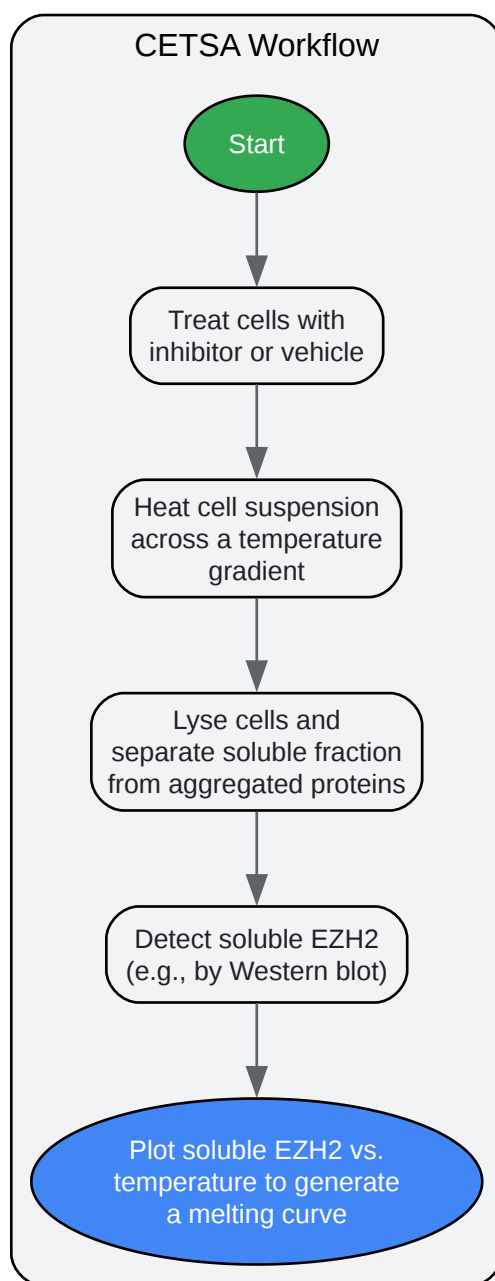 CETSA Workflow
Start
Treat cells with
inhibitor or vehicle
Heat cell suspension
across a temperature
gradient
Lyse cells and
separate soluble fraction
from aggregated proteins
Detect soluble EZH2
(e.g., by Western blot)
Plot soluble EZH2 vs.
temperature to generate
a melting curve